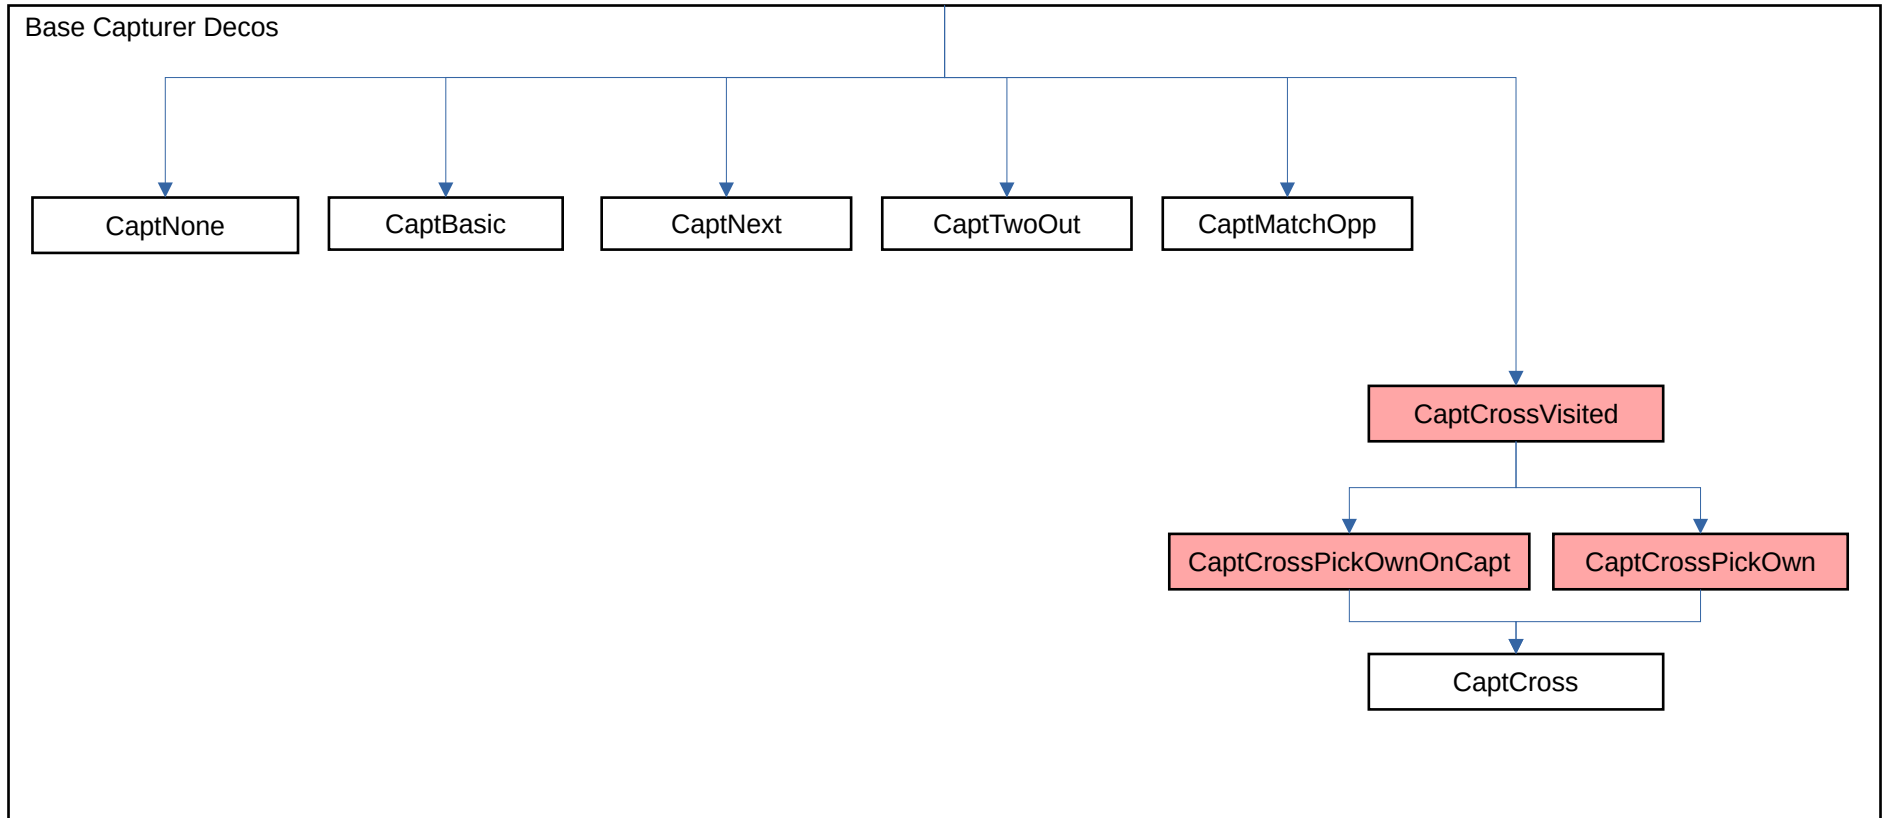 Base Capturer Decos
CaptNone
CaptBasic
CaptNext
CaptTwoOut
CaptMatchOpp
CaptCrossVisited
CaptCrossPickOwnOnCapt
CaptCrossPickOwn
CaptCross